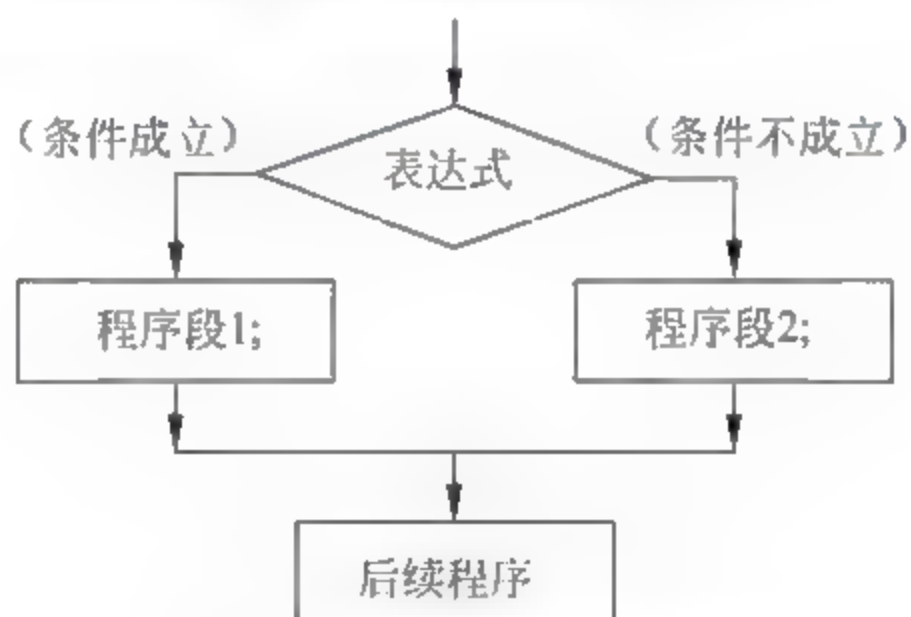 （条件成立）
（条件不成立）
表达式
程序段1;
程序段2;
后续程序